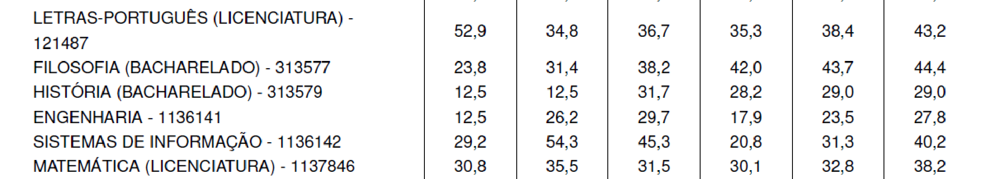 LETRAS-PORTUGUÊS (LICENCIATURA) -
121487 52,9 34,8 36,7 35,3 38,4 43,2
FILOSOFIA (BACHARELADO) - 313577 23,8 31,4 38,2 42,0 43,7 44,4
HISTÓRIA (BACHARELADO) - 313579 12,5 12,5 31,7 28,2 29,0 29,0
ENGENHARIA - 1136141 12,5 26,2 29,7 17,9 23,5 27,8
SISTEMAS DE INFORMAÇÃO - 1136142 29,2 54,3 45,3 20,8 31,3 40,2
MATEMÁTICA (LICENCIATURA) - 1137846 30,8 35,5 31,5 30,1 32,8 38,2